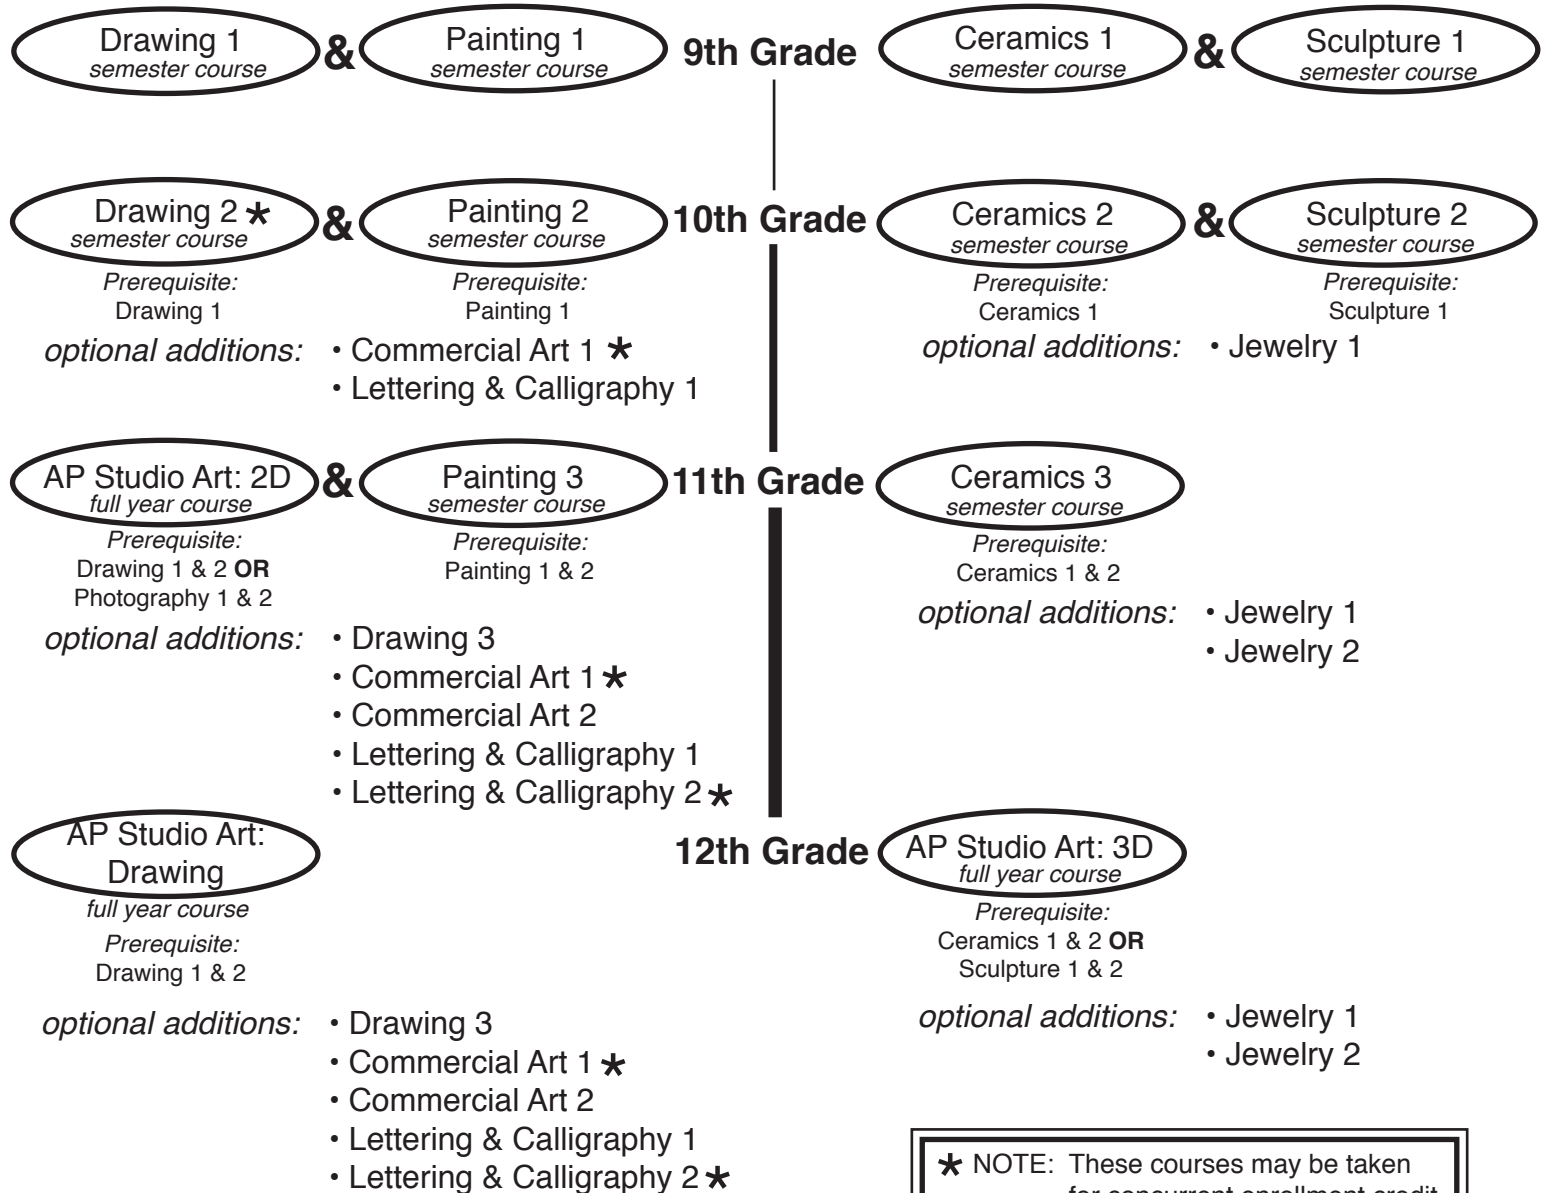 Drawing 1
semester course
&
Painting 1
semester course
9th Grade
Ceramics 1
semester course
&
Sculpture 1
semester course
Drawing 2 *
semester course
&
Painting 2
semester course
10th Grade
Ceramics 2
semester course
&
Sculpture 2
semester course
Prerequisite:
Drawing 1
Prerequisite:
Painting 1
Prerequisite:
Ceramics 1
Prerequisite:
Sculpture 1
optional additions:
• Commercial Art 1 *
• Lettering & Calligraphy 1
optional additions:
• Jewelry 1
AP Studio Art: 2D
full year course
&
Painting 3
semester course
11th Grade
Ceramics 3
semester course
Prerequisite:
Drawing 1 & 2 OR
Photography 1 & 2
Prerequisite:
Painting 1 & 2
Prerequisite:
Ceramics 1 & 2
optional additions:
• Drawing 3
• Commercial Art 1 *
• Commercial Art 2
• Lettering & Calligraphy 1
• Lettering & Calligraphy 2 *
optional additions:
• Jewelry 1
• Jewelry 2
AP Studio Art:
Drawing
full year course
Prerequisite:
Drawing 1 & 2
12th Grade
AP Studio Art: 3D
full year course
Prerequisite:
Ceramics 1 & 2 OR
Sculpture 1 & 2
optional additions:
• Drawing 3
• Commercial Art 1 *
• Commercial Art 2
• Lettering & Calligraphy 1
• Lettering & Calligraphy 2 *
optional additions:
• Jewelry 1
• Jewelry 2
* NOTE: These courses may be taken
for concurrent enrollment credit